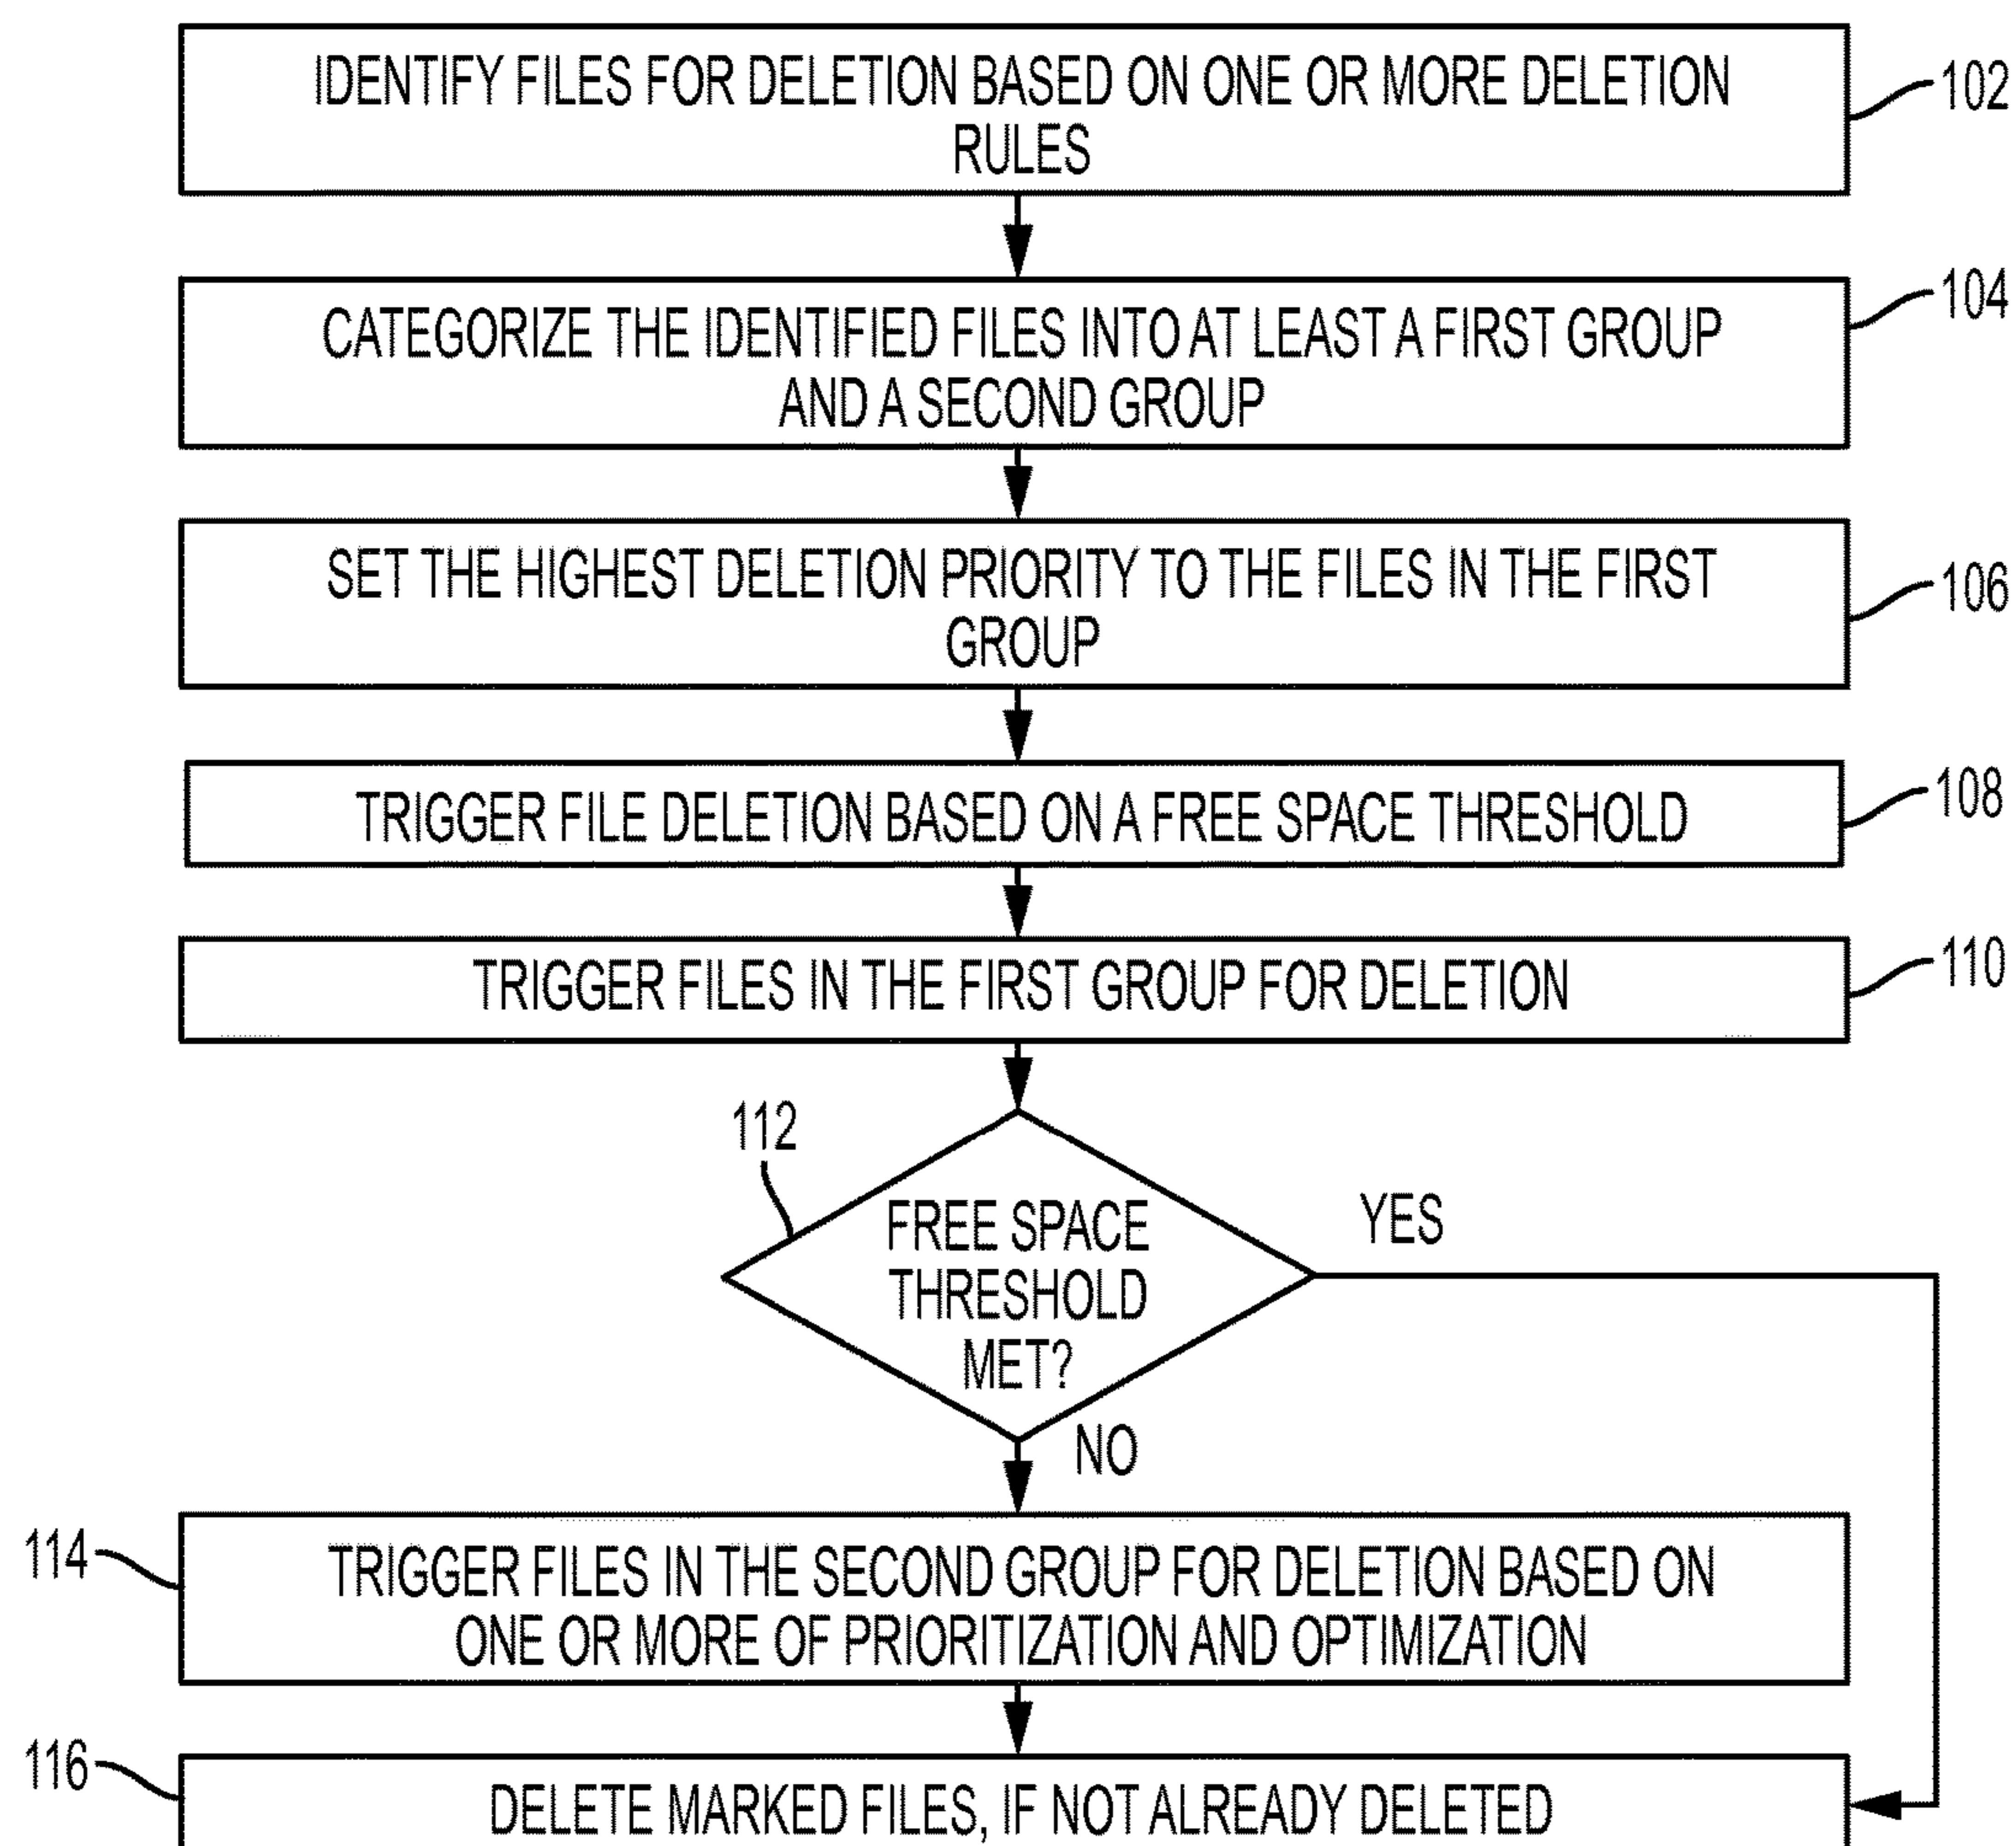 IDENTIFY FILES FOR DELETION BASED ON ONE OR MORE DELETION
RULES
102
CATEGORIZE THE IDENTIFIED FILES INTO AT LEAST A FIRST GROUP
AND A SECOND GROUP
104
SET THE HIGHEST DELETION PRIORITY TO THE FILES IN THE FIRST
GROUP
106
TRIGGER FILE DELETION BASED ON A FREE SPACE THRESHOLD
108
TRIGGER FILES IN THE FIRST GROUP FOR DELETION
110
112
FREE SPACE
THRESHOLD
MET?
YES
NO
114
TRIGGER FILES IN THE SECOND GROUP FOR DELETION BASED ON
ONE OR MORE OF PRIORITIZATION AND OPTIMIZATION
116
DELETE MARKED FILES, IF NOT ALREADY DELETED